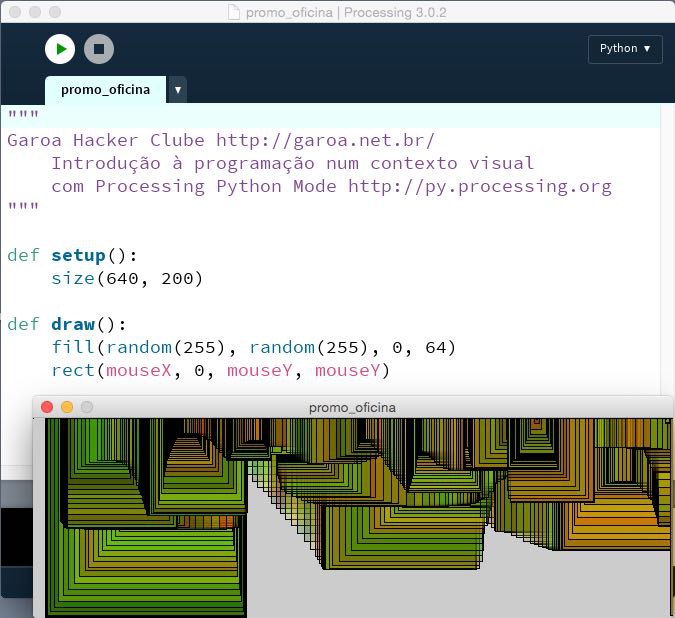 promo_oficina | Processing 3.0.2
Python ▼
promo_oficina ▼
"""
Garoa Hacker Clube http://garoa.net.br/
    Introdução à programação num contexto visual
    com Processing Python Mode http://py.processing.org
"""
def setup():
    size(640, 200)
def draw():
    fill(random(255), random(255), 0, 64)
    rect(mouseX, 0, mouseY, mouseY)
promo_oficina